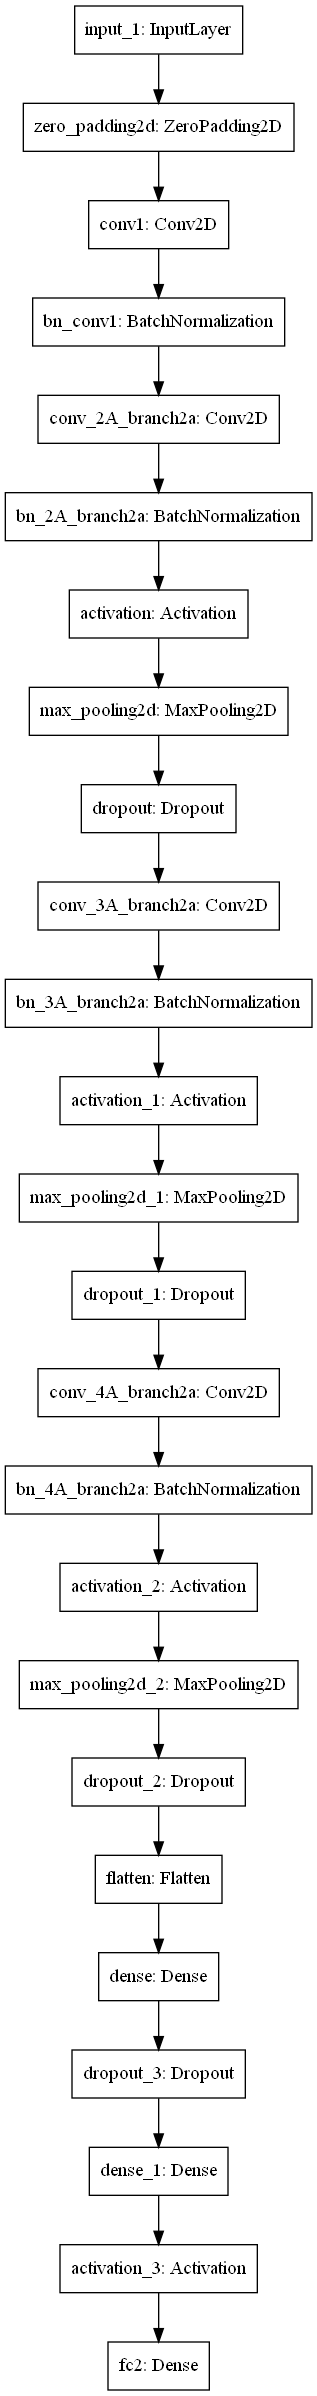 input_1: InputLayer
zero_padding2d: ZeroPadding2D
conv1: Conv2D
bn_conv1: BatchNormalization
conv_2A_branch2a: Conv2D
bn_2A_branch2a: BatchNormalization
activation: Activation
max_pooling2d: MaxPooling2D
dropout: Dropout
conv_3A_branch2a: Conv2D
bn_3A_branch2a: BatchNormalization
activation_1: Activation
max_pooling2d_1: MaxPooling2D
dropout_1: Dropout
conv_4A_branch2a: Conv2D
bn_4A_branch2a: BatchNormalization
activation_2: Activation
max_pooling2d_2: MaxPooling2D
dropout_2: Dropout
flatten: Flatten
dense: Dense
dropout_3: Dropout
dense_1: Dense
activation_3: Activation
fc2: Dense